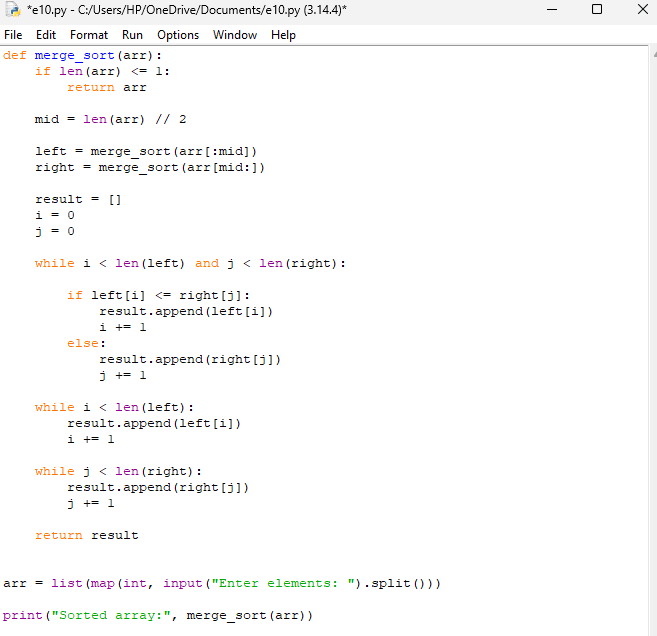 *e10.py - C:/Users/HP/OneDrive/Documents/e10.py (3.14.4)*
File Edit Format Run Options Window Help
def merge_sort(arr):
    if len(arr) <= 1:
        return arr

    mid = len(arr) // 2

    left = merge_sort(arr[:mid])
    right = merge_sort(arr[mid:])

    result = []
    i = 0
    j = 0

    while i < len(left) and j < len(right):

        if left[i] <= right[j]:
            result.append(left[i])
            i += 1
        else:
            result.append(right[j])
            j += 1

    while i < len(left):
        result.append(left[i])
        i += 1

    while j < len(right):
        result.append(right[j])
        j += 1

    return result


arr = list(map(int, input("Enter elements: ").split()))

print("Sorted array:", merge_sort(arr))